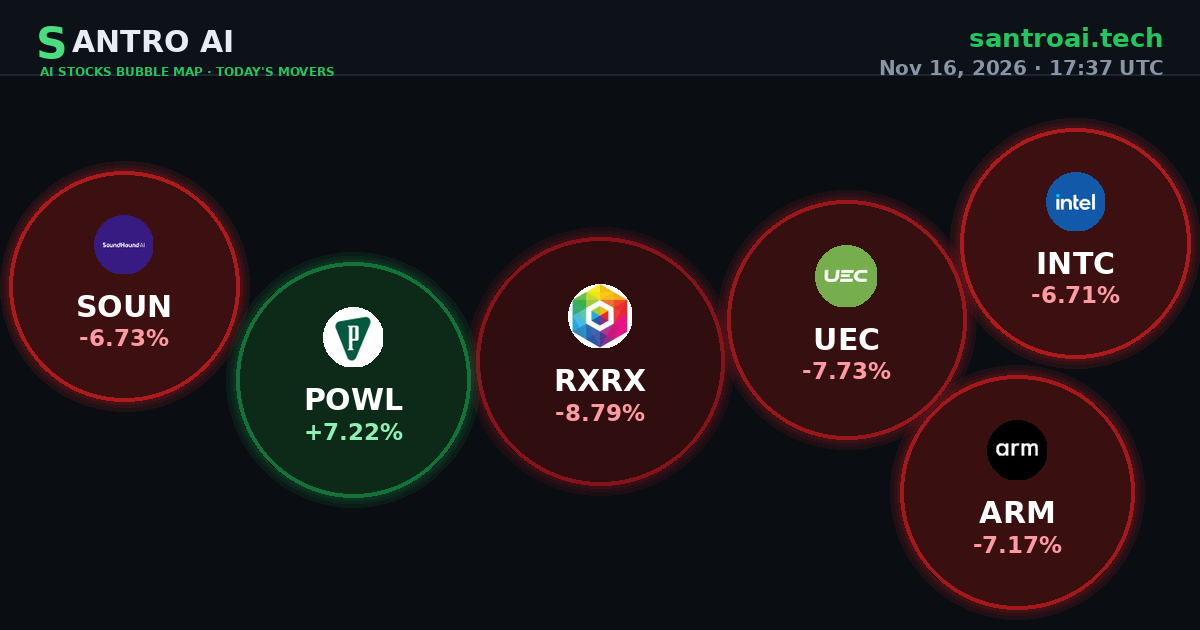 SANTRO AI
AI STOCKS BUBBLE MAP · TODAY'S MOVERS
santroai.tech
Nov 16, 2026 · 17:37 UTC
SoundHound AI
SOUN
-6.73%
P
POWL
+7.22%
RXRX
-8.79%
UEC
UEC
-7.73%
intel
INTC
-6.71%
arm
ARM
-7.17%